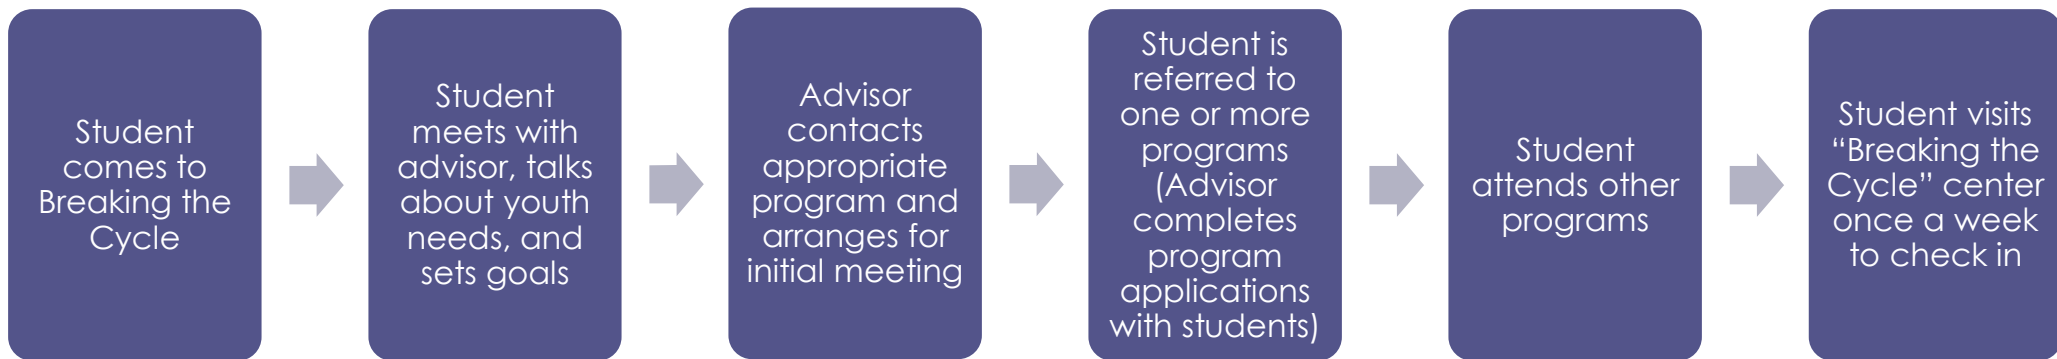 Student
comes to
Breaking the
Cycle
Student
meets with
advisor, talks
about youth
needs, and
sets goals
Advisor
contacts
appropriate
program and
arranges for
initial meeting
Student is
referred to
one or more
programs
(Advisor
completes
program
applications
with students)
Student
attends other
programs
Student visits
“Breaking the
Cycle” center
once a week
to check in